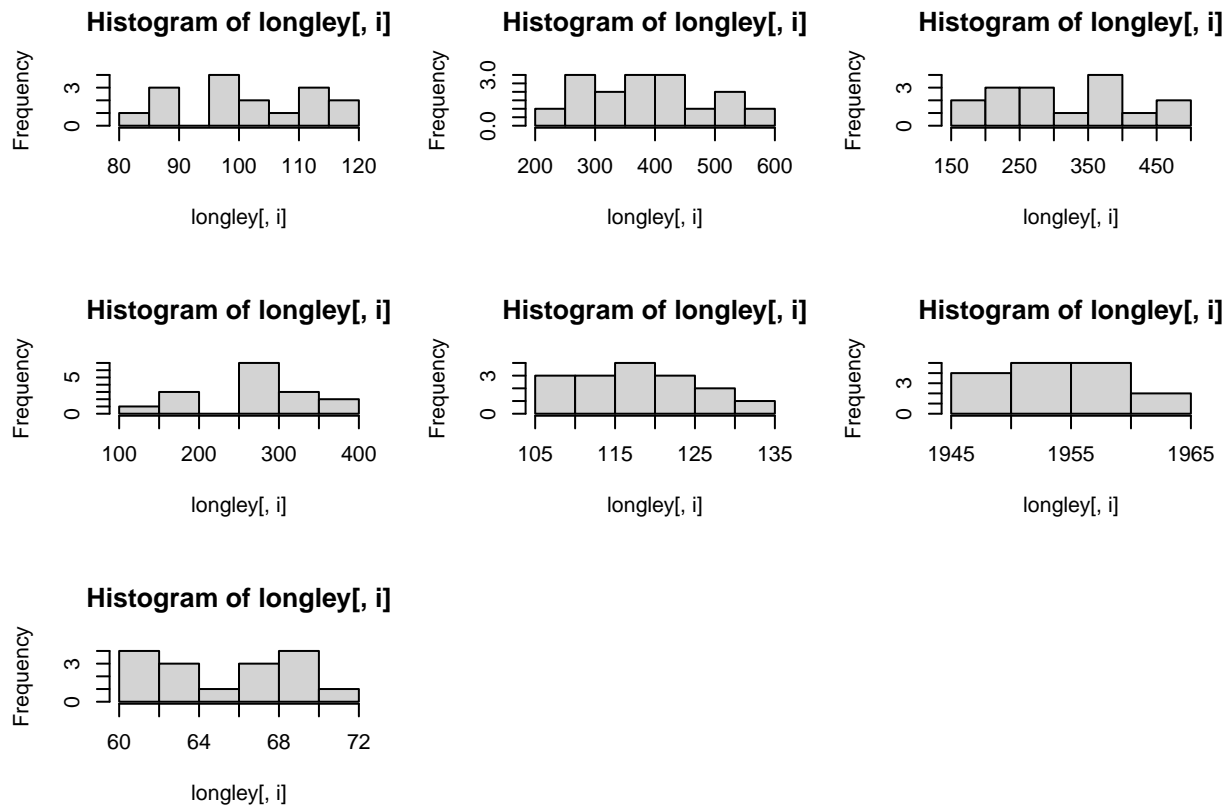 Histogram of longley[, i]
Frequency
0 3
80 90 100 110 120
longley[, i]
Histogram of longley[, i]
Frequency
0.0 3.0
200 300 400 500 600
longley[, i]
Histogram of longley[, i]
Frequency
0 3
150 250 350 450
longley[, i]
Histogram of longley[, i]
Frequency
0 5
100 200 300 400
longley[, i]
Histogram of longley[, i]
Frequency
0 3
105 115 125 135
longley[, i]
Histogram of longley[, i]
Frequency
0 3
1945 1955 1965
longley[, i]
Histogram of longley[, i]
Frequency
0 3
60 64 68 72
longley[, i]